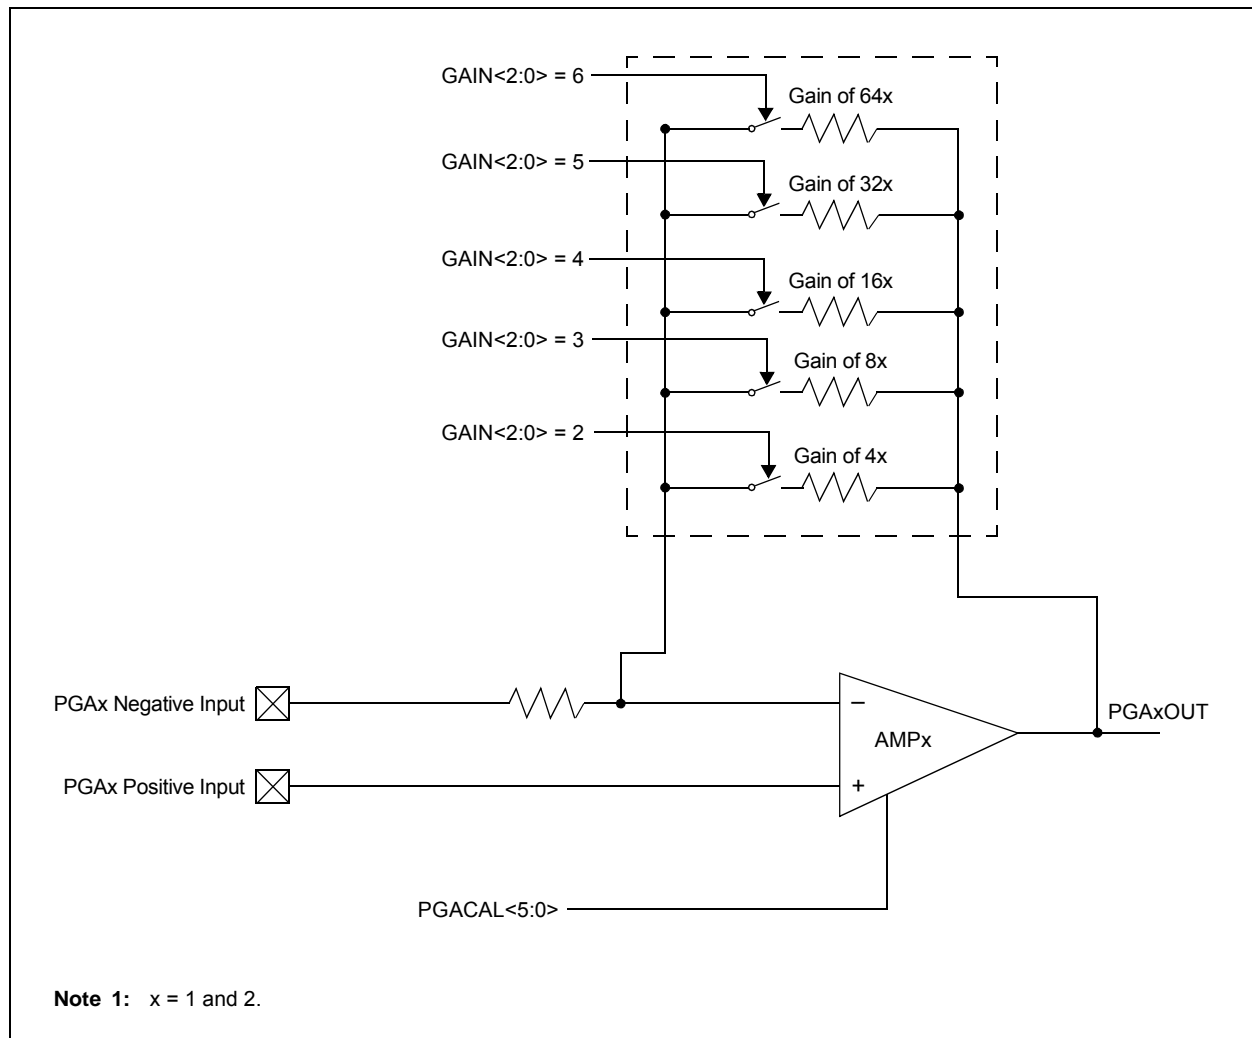 GAIN<2:0> = 6
Gain of 64x
GAIN<2:0> = 5
Gain of 32x
GAIN<2:0> = 4
Gain of 16x
GAIN<2:0> = 3
Gain of 8x
GAIN<2:0> = 2
Gain of 4x
PGAx Negative Input
–
PGAxOUT
AMPx
PGAx Positive Input
+
PGACAL<5:0>
Note 1: x = 1 and 2.